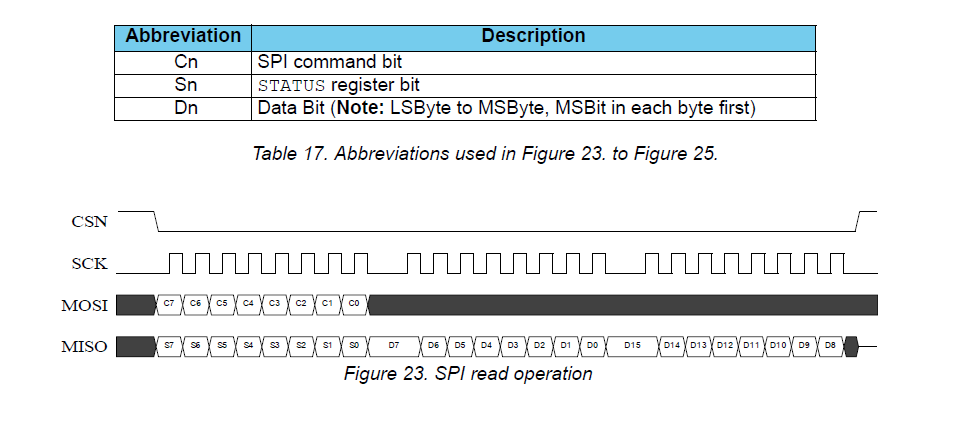 Abbreviation Description
Cn SPI command bit
Sn STATUS register bit
Dn Data Bit (Note: LSByte to MSByte, MSBit in each byte first)
Table 17. Abbreviations used in Figure 23. to Figure 25.
CSN
SCK
MOSI C7 C6 C5 C4 C3 C2 C1 C0
MISO S7 S6 S5 S4 S3 S2 S1 S0 D7 D6 D5 D4 D3 D2 D1 D0 D15 D14 D13 D12 D11 D10 D9 D8
Figure 23. SPI read operation